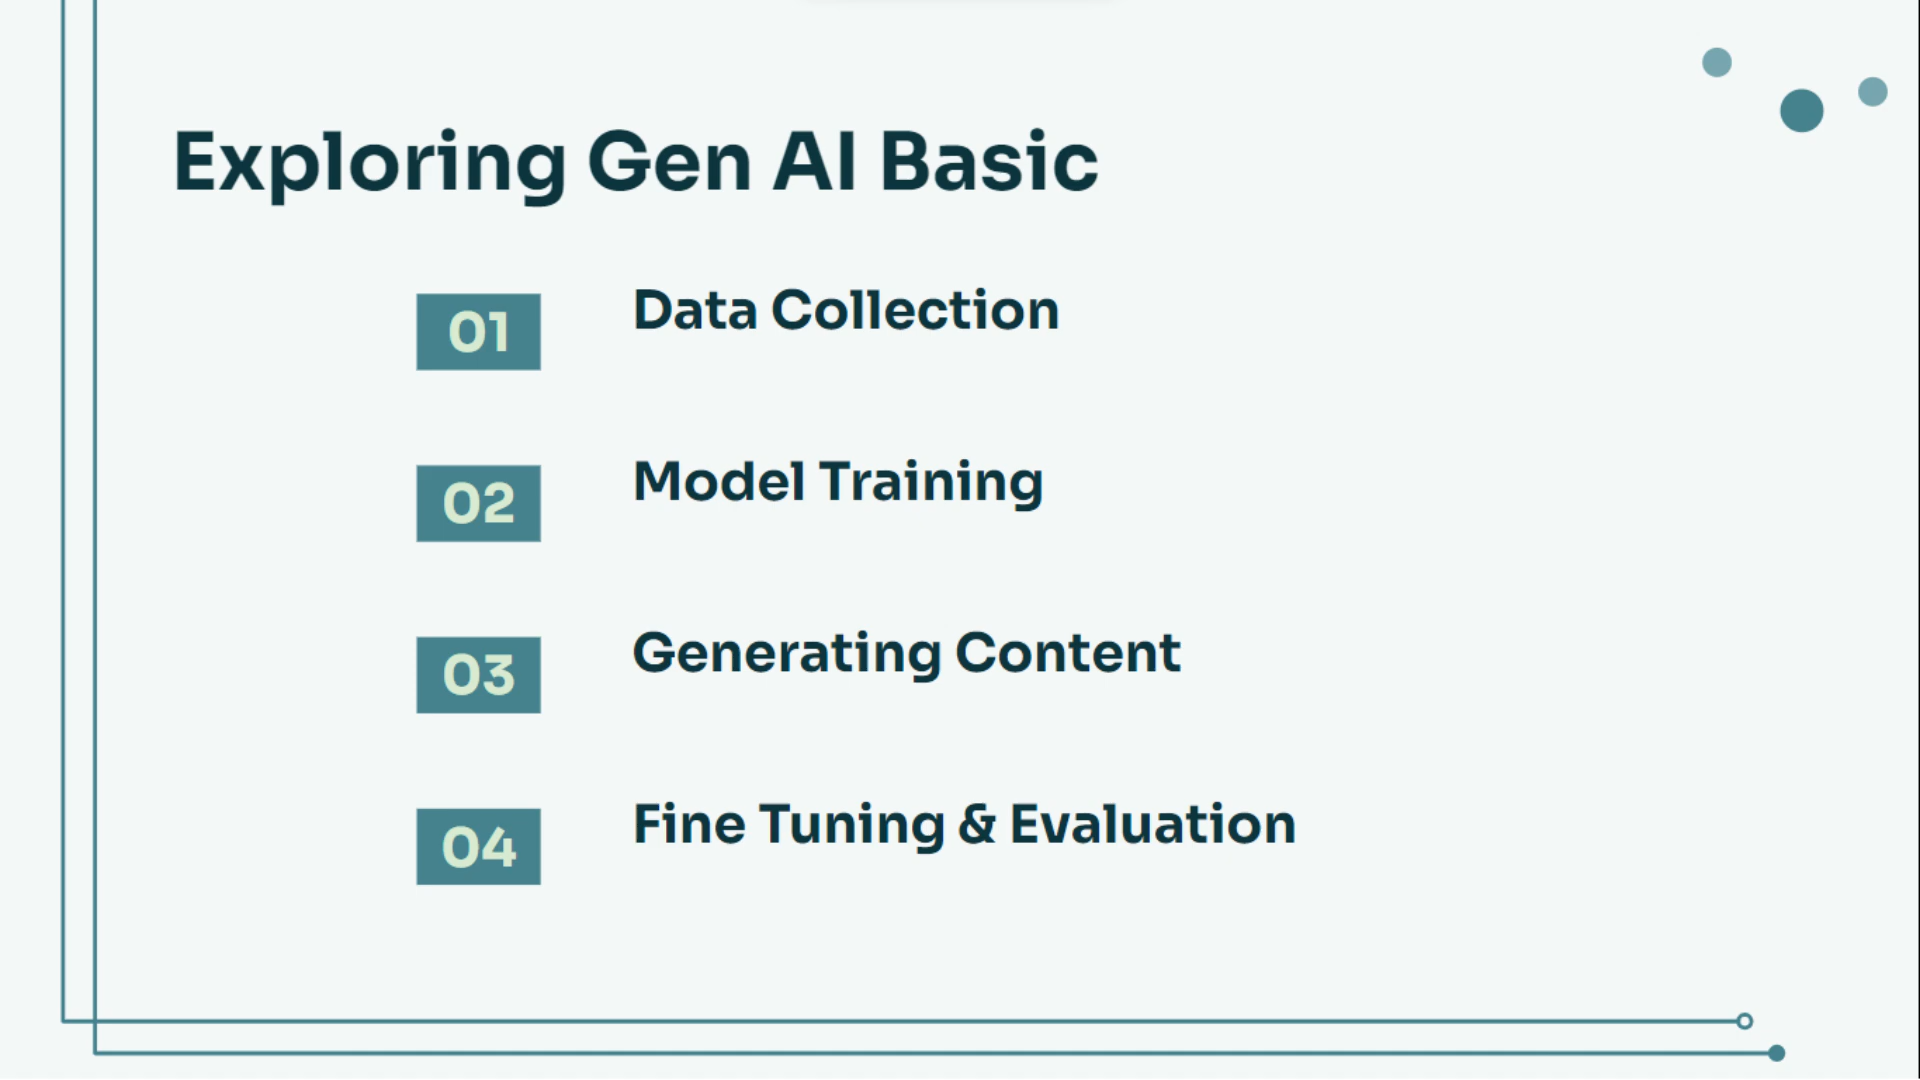 Exploring Gen AI Basic
01 Data Collection
02 Model Training
03 Generating Content
04 Fine Tuning & Evaluation